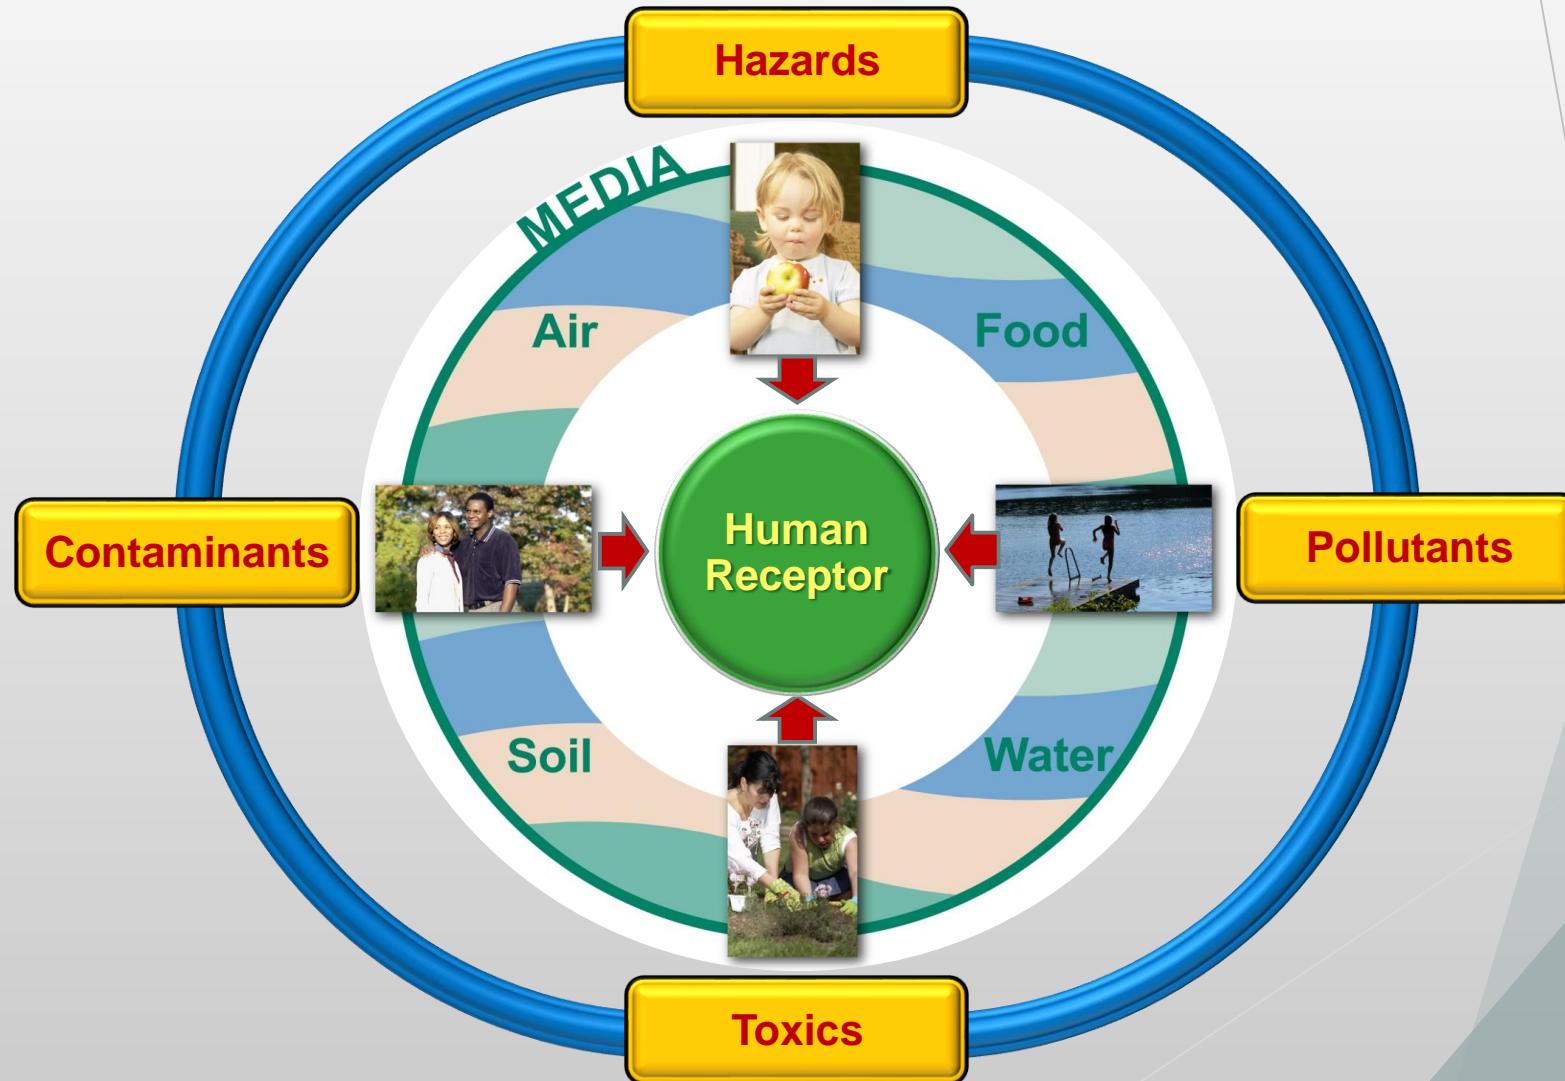 Hazards
MEDIA
Air
Food
Contaminants
Human
Receptor
Pollutants
Soil
Water
Toxics